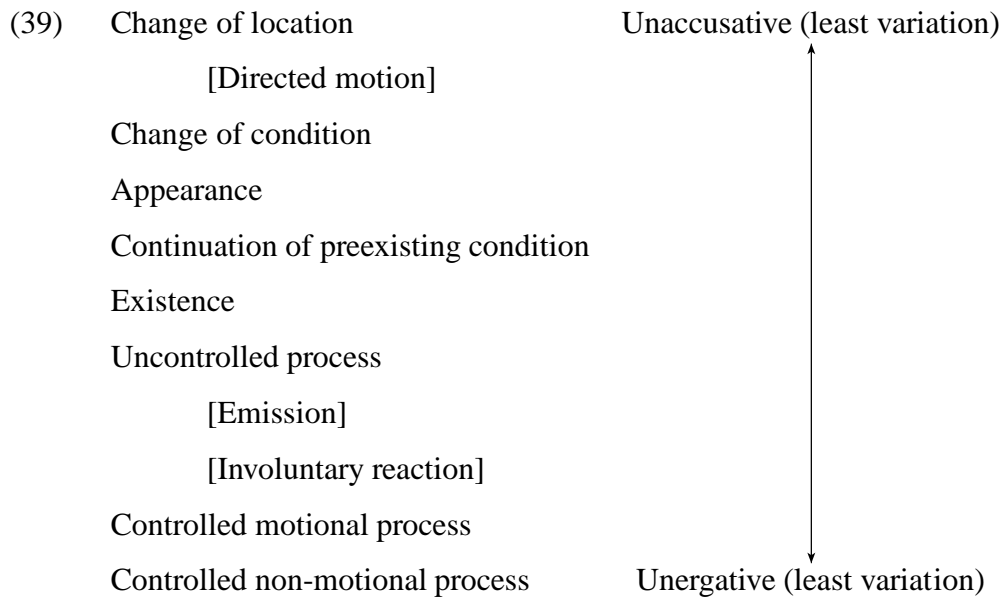 (39) Change of location Unaccusative (least variation)
[Directed motion]
Change of condition
Appearance
Continuation of preexisting condition
Existence
Uncontrolled process
[Emission]
[Involuntary reaction]
Controlled motional process
Controlled non-motional process Unergative (least variation)